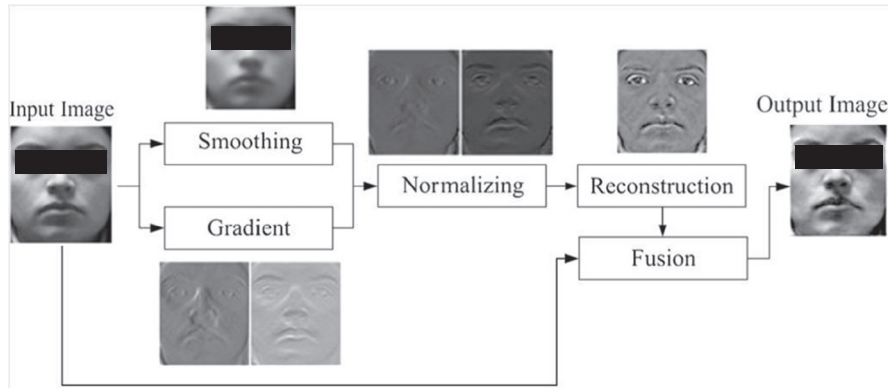 Input Image
Smoothing
Gradient
Normalizing
Reconstruction
Fusion
Output Image